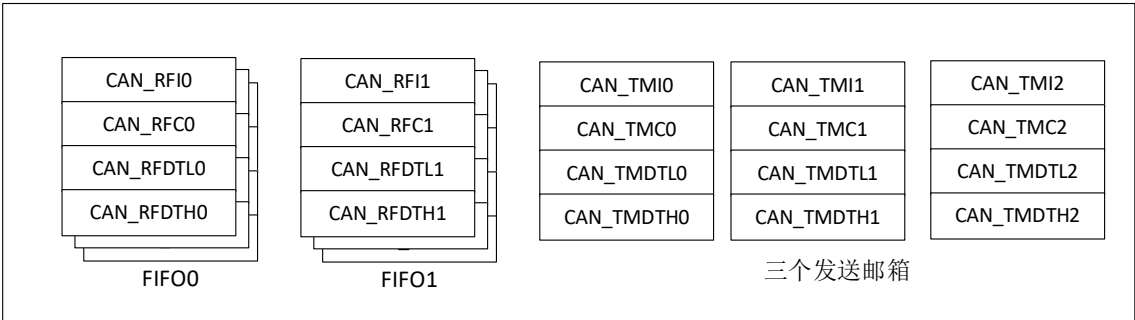 CAN_RFI0
CAN_RFC0
CAN_RFDTL0
CAN_RFDTH0
FIFO0
CAN_RFI1
CAN_RFC1
CAN_RFDTL1
CAN_RFDTH1
FIFO1
CAN_TMI0
CAN_TMC0
CAN_TMDTL0
CAN_TMDTH0
CAN_TMI1
CAN_TMC1
CAN_TMDTL1
CAN_TMDTH1
CAN_TMI2
CAN_TMC2
CAN_TMDTL2
CAN_TMDTH2
三个发送邮箱